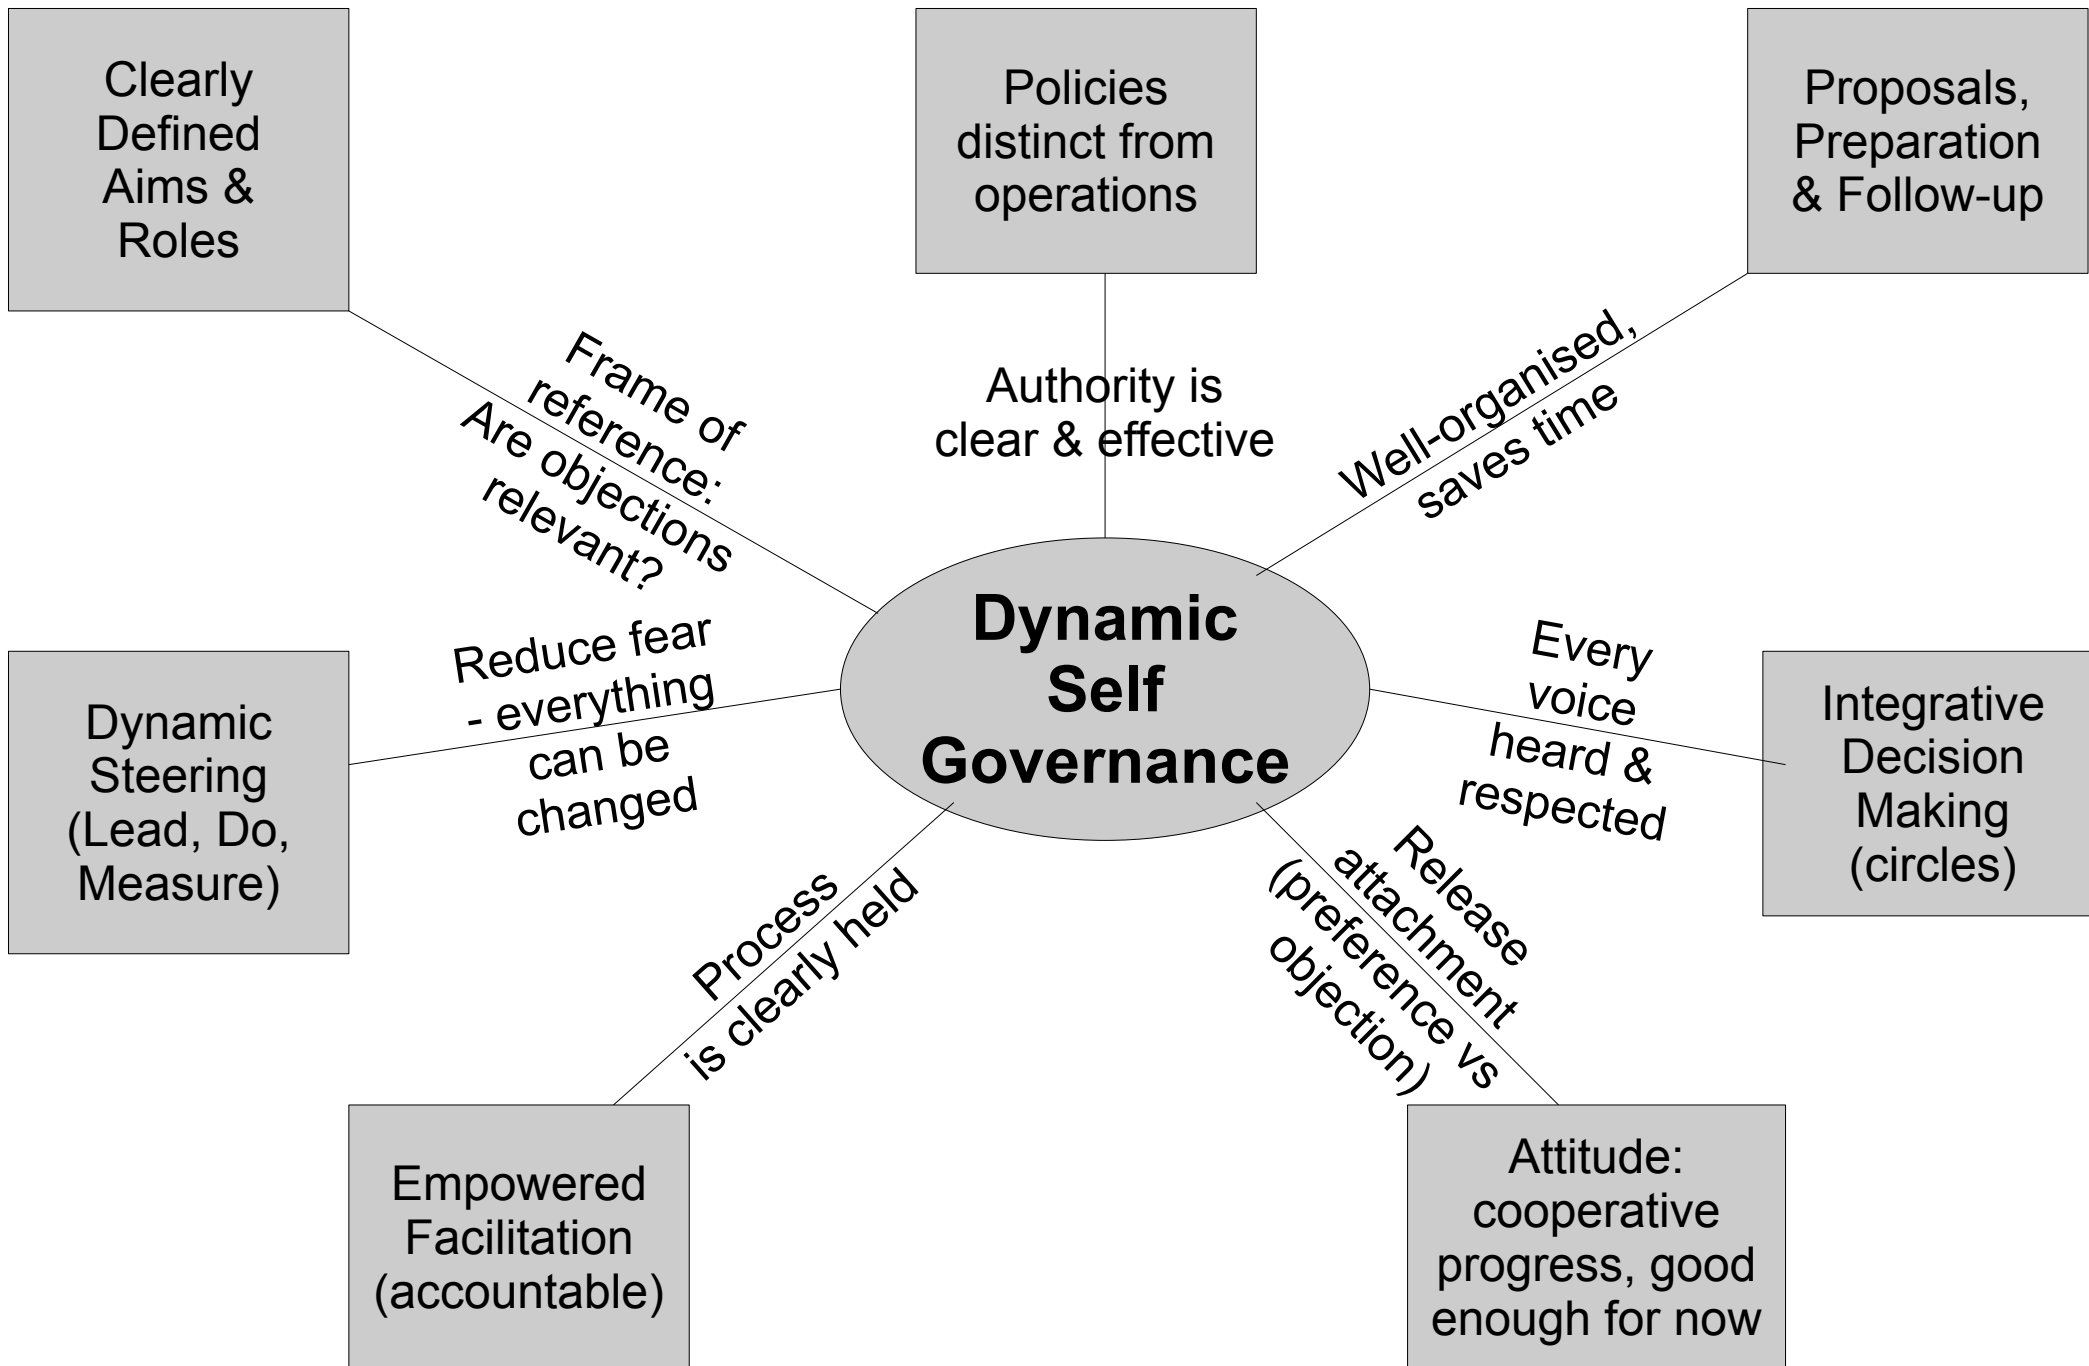 Clearly
Defined
Aims &
Roles
Policies
distinct from
operations
Proposals,
Preparation
& Follow-up
Frame of
reference:
Are objections
relevant?
Authority is
clear & effective
Well-organised,
saves time
Dynamic
Self
Governance
Dynamic
Steering
(Lead, Do,
Measure)
Reduce fear
- everything
can be
changed
Every
voice
heard &
respected
Integrative
Decision
Making
(circles)
Process
is clearly held
Release
attachment
(preference vs
objection)
Empowered
Facilitation
(accountable)
Attitude:
cooperative
progress, good
enough for now